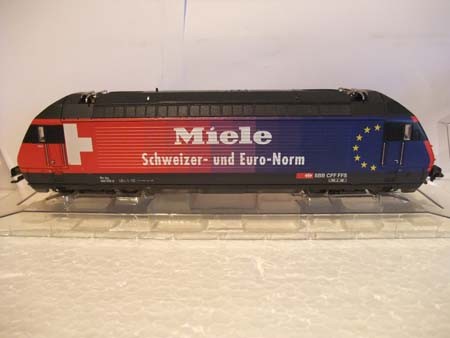 Miele
Schweizer- und Euro-Norm
SBB CFF FFS